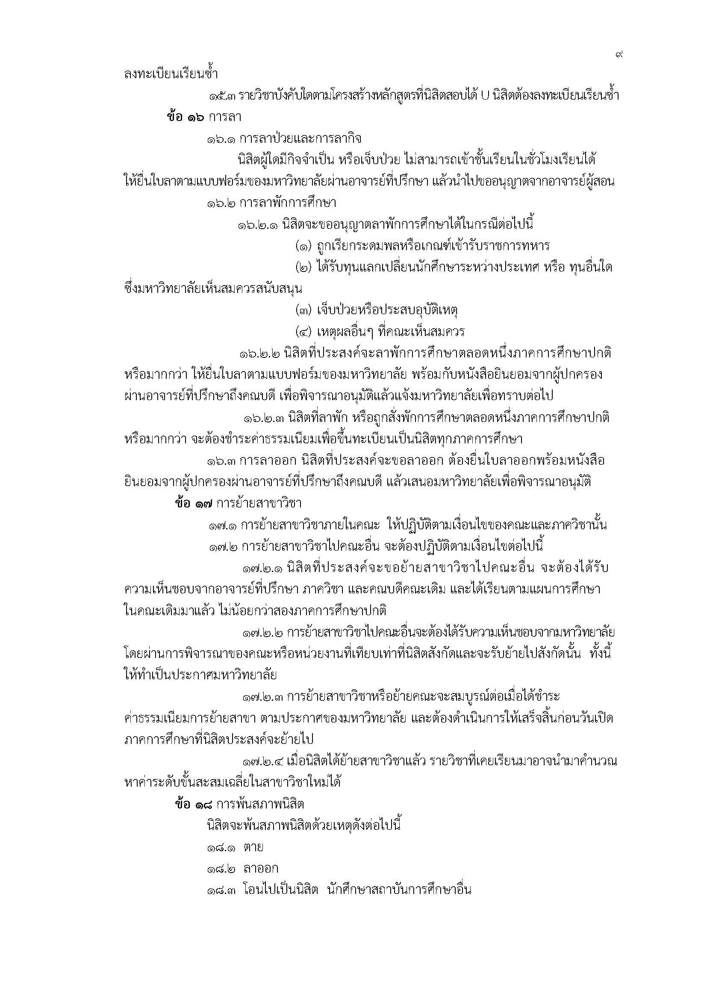 ๙
ลงทะเบียนเรียนซ้ำ
๑๕.๓ รายวิชาบังคับใดตามโครงสร้างหลักสูตรที่นิสิตสอบได้ U นิสิตต้องลงทะเบียนเรียนซ้ำ
ข้อ ๑๖ การลา
๑๖.๑ การลาป่วยและการลากิจ
นิสิตผู้ใดมีกิจจำเป็น หรือเจ็บป่วย ไม่สามารถเข้าชั้นเรียนในชั่วโมงเรียนได้
ให้ยื่นใบลาตามแบบฟอร์มของมหาวิทยาลัยผ่านอาจารย์ที่ปรึกษา แล้วนำไปขออนุญาตจากอาจารย์ผู้สอน
๑๖.๒ การลาพักการศึกษา
๑๖.๒.๑ นิสิตจะขออนุญาตลาพักการศึกษาได้ในกรณีต่อไปนี้
(๑) ถูกเรียกระดมพลหรือเกณฑ์เข้ารับราชการทหาร
(๒) ได้รับทุนแลกเปลี่ยนนักศึกษาระหว่างประเทศ หรือ ทุนอื่นใด
ซึ่งมหาวิทยาลัยเห็นสมควรสนับสนุน
(๓) เจ็บป่วยหรือประสบอุบัติเหตุ
(๔) เหตุผลอื่นๆ ที่คณะเห็นสมควร
๑๖.๒.๒ นิสิตที่ประสงค์จะลาพักการศึกษาตลอดหนึ่งภาคการศึกษาปกติ
หรือมากกว่า ให้ยื่นใบลาตามแบบฟอร์มของมหาวิทยาลัย พร้อมกับหนังสือยินยอมจากผู้ปกครอง
ผ่านอาจารย์ที่ปรึกษาถึงคณบดี เพื่อพิจารณาอนุมัติแล้วแจ้งมหาวิทยาลัยเพื่อทราบต่อไป
๑๖.๒.๓ นิสิตที่ลาพัก หรือถูกสั่งพักการศึกษาตลอดหนึ่งภาคการศึกษาปกติ
หรือมากกว่า จะต้องชำระค่าธรรมเนียมเพื่อขึ้นทะเบียนเป็นนิสิตทุกภาคการศึกษา
๑๖.๓ การลาออก นิสิตที่ประสงค์จะขอลาออก ต้องยื่นใบลาออกพร้อมหนังสือ
ยินยอมจากผู้ปกครองผ่านอาจารย์ที่ปรึกษาถึงคณบดี แล้วเสนอมหาวิทยาลัยเพื่อพิจารณาอนุมัติ
ข้อ ๑๗ การย้ายสาขาวิชา
๑๗.๑ การย้ายสาขาวิชาภายในคณะ ให้ปฏิบัติตามเงื่อนไขของคณะและภาควิชานั้น
๑๗.๒ การย้ายสาขาวิชาไปคณะอื่น จะต้องปฏิบัติตามเงื่อนไขต่อไปนี้
๑๗.๒.๑ นิสิตที่ประสงค์จะขอย้ายสาขาวิชาไปคณะอื่น จะต้องได้รับ
ความเห็นชอบจากอาจารย์ที่ปรึกษา ภาควิชา และคณบดีคณะเดิม และได้เรียนตามแผนการศึกษา
ในคณะเดิมมาแล้ว ไม่น้อยกว่าสองภาคการศึกษาปกติ
๑๗.๒.๒ การย้ายสาขาวิชาไปคณะอื่นจะต้องได้รับความเห็นชอบจากมหาวิทยาลัย
โดยผ่านการพิจารณาของคณะหรือหน่วยงานที่เทียบเท่าที่นิสิตสังกัดและจะรับย้ายไปสังกัดนั้น ทั้งนี้
ให้ทำเป็นประกาศมหาวิทยาลัย
๑๗.๒.๓ การย้ายสาขาวิชาหรือย้ายคณะจะสมบูรณ์ต่อเมื่อได้ชำระ
ค่าธรรมเนียมการย้ายสาขา ตามประกาศของมหาวิทยาลัย และต้องดำเนินการให้เสร็จสิ้นก่อนวันเปิด
ภาคการศึกษาที่นิสิตประสงค์จะย้ายไป
๑๗.๒.๔ เมื่อนิสิตได้ย้ายสาขาวิชาแล้ว รายวิชาที่เคยเรียนมาอาจนำมาคำนวณ
หาค่าระดับขั้นสะสมเฉลี่ยในสาขาวิชาใหม่ได้
ข้อ ๑๘ การพ้นสภาพนิสิต
นิสิตจะพ้นสภาพนิสิตด้วยเหตุดังต่อไปนี้
๑๘.๑ ตาย
๑๘.๒ ลาออก
๑๘.๓ โอนไปเป็นนิสิต นักศึกษาสถาบันการศึกษาอื่น